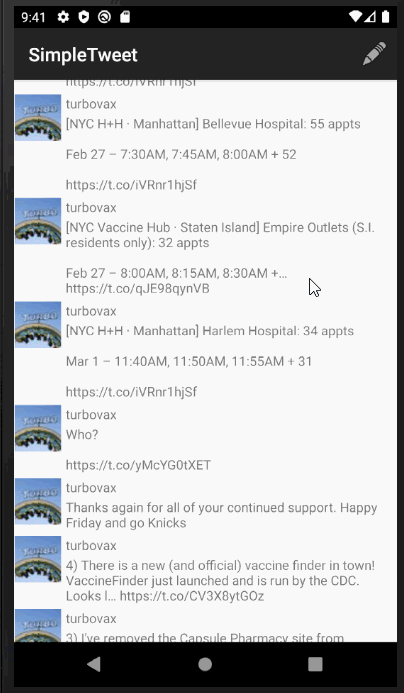 9:41
SimpleTweet
https://t.co/iVRnr1hjSf
turbovax
[NYC H+H · Manhattan] Bellevue Hospital: 55 appts
Feb 27 – 7:30AM, 7:45AM, 8:00AM + 52
https://t.co/iVRnr1hjSf
turbovax
[NYC Vaccine Hub · Staten Island] Empire Outlets (S.I.
residents only): 32 appts
Feb 27 – 8:00AM, 8:15AM, 8:30AM +…
https://t.co/qJE98qynVB
turbovax
[NYC H+H · Manhattan] Harlem Hospital: 34 appts
Mar 1 – 11:40AM, 11:50AM, 11:55AM + 31
https://t.co/iVRnr1hjSf
turbovax
Who?
https://t.co/yMcYG0tXET
turbovax
Thanks again for all of your continued support. Happy
Friday and go Knicks
turbovax
4) There is a new (and official) vaccine finder in town!
VaccineFinder just launched and is run by the CDC.
Looks l… https://t.co/CV3X8ytGOz
turbovax
3) I've removed the Capsule Pharmacy site from